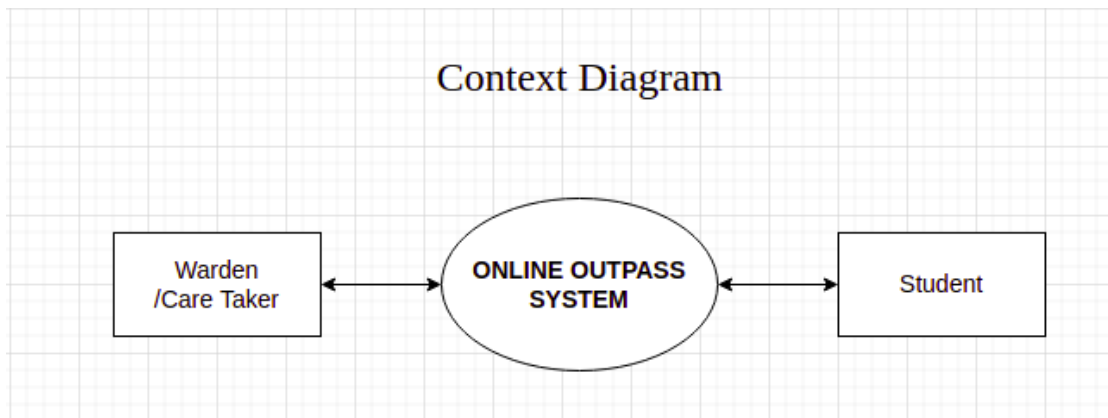 Context Diagram
Warden
/Care Taker
ONLINE OUTPASS
SYSTEM
Student